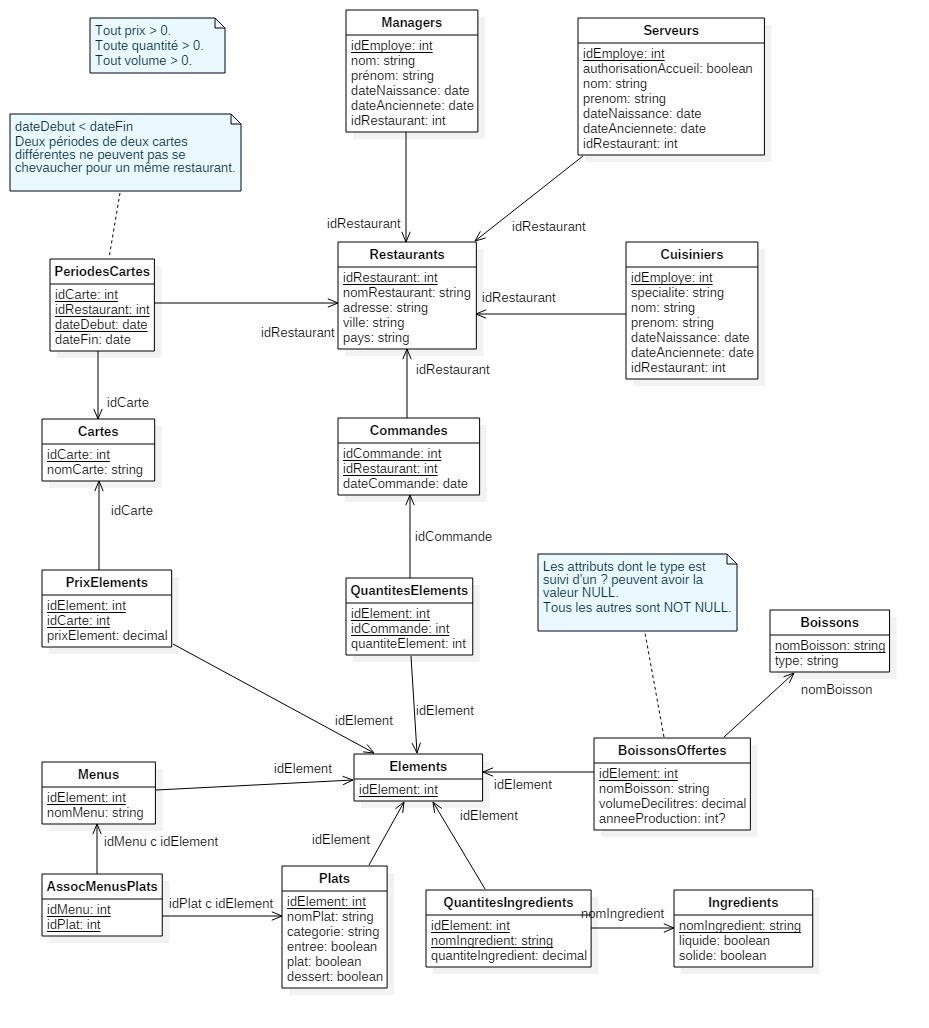 Tout prix > 0.
Toute quantité > 0.
Tout volume > 0.
Managers
idEmploye: int
nom: string
prénom: string
dateNaissance: date
dateAnciennete: date
idRestaurant: int
Serveurs
idEmploye: int
authorisationAccueil: boolean
nom: string
prenom: string
dateNaissance: date
dateAnciennete: date
idRestaurant: int
dateDebut < dateFin
Deux périodes de deux cartes
différentes ne peuvent pas se
chevaucher pour un même restaurant.
idRestaurant
idRestaurant
PeriodesCartes
idCarte: int
idRestaurant: int
dateDebut: date
dateFin: date
idRestaurant
Restaurants
idRestaurant: int
nomRestaurant: string
adresse: string
ville: string
pays: string
idRestaurant
Cuisiniers
idEmploye: int
specialite: string
nom: string
prenom: string
dateNaissance: date
dateAnciennete: date
idRestaurant: int
idRestaurant
idCarte
Cartes
idCarte: int
nomCarte: string
Commandes
idCommande: int
idRestaurant: int
dateCommande: date
idCarte
idCommande
PrixElements
idElement: int
idCarte: int
prixElement: decimal
QuantitesElements
idElement: int
idCommande: int
quantiteElement: int
Les attributs dont le type est
suivi d'un ? peuvent avoir la
valeur NULL.
Tous les autres sont NOT NULL.
Boissons
nomBoisson: string
type: string
nomBoisson
idElement
idElement
BoissonsOffertes
idElement: int
nomBoisson: string
volumeDecilitres: decimal
anneeProduction: int?
Menus
idElement: int
nomMenu: string
idElement
Elements
idElement: int
idElement
idElement
idElement
idMenu c idElement
AssocMenusPlats
idMenu: int
idPlat: int
idPlat c idElement
Plats
idElement: int
nomPlat: string
categorie: string
entree: boolean
plat: boolean
dessert: boolean
QuantitesIngredients
idElement: int
nomIngredient: string
quantiteIngredient: decimal
nomIngredient
Ingredients
nomIngredient: string
liquide: boolean
solide: boolean